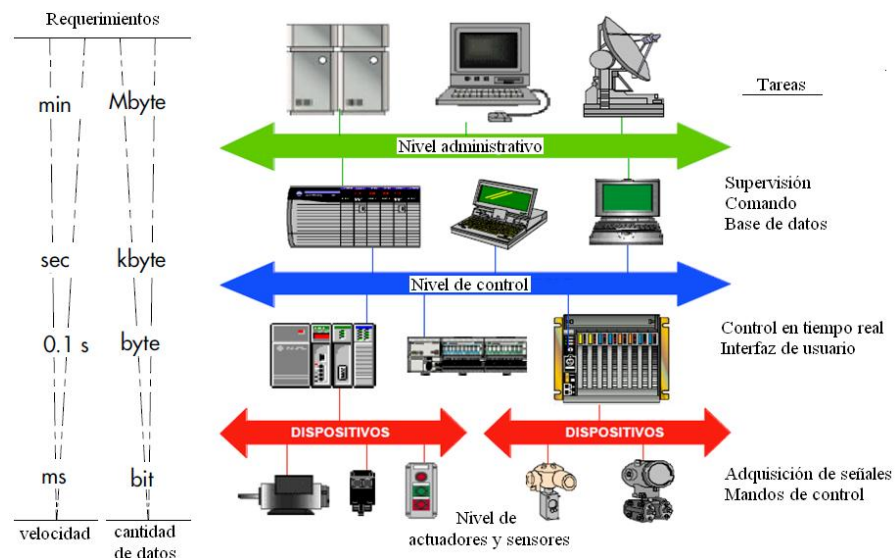 Requerimientos
min
Mbyte
sec
kbyte
0.1 s
byte
ms
bit
velocidad
cantidad
de datos
Nivel administrativo
Nivel de control
DISPOSITIVOS
DISPOSITIVOS
Nivel de
actuadores y sensores
Tareas
Supervisión
Comando
Base de datos
Control en tiempo real
Interfaz de usuario
Adquisición de señales
Mandos de control